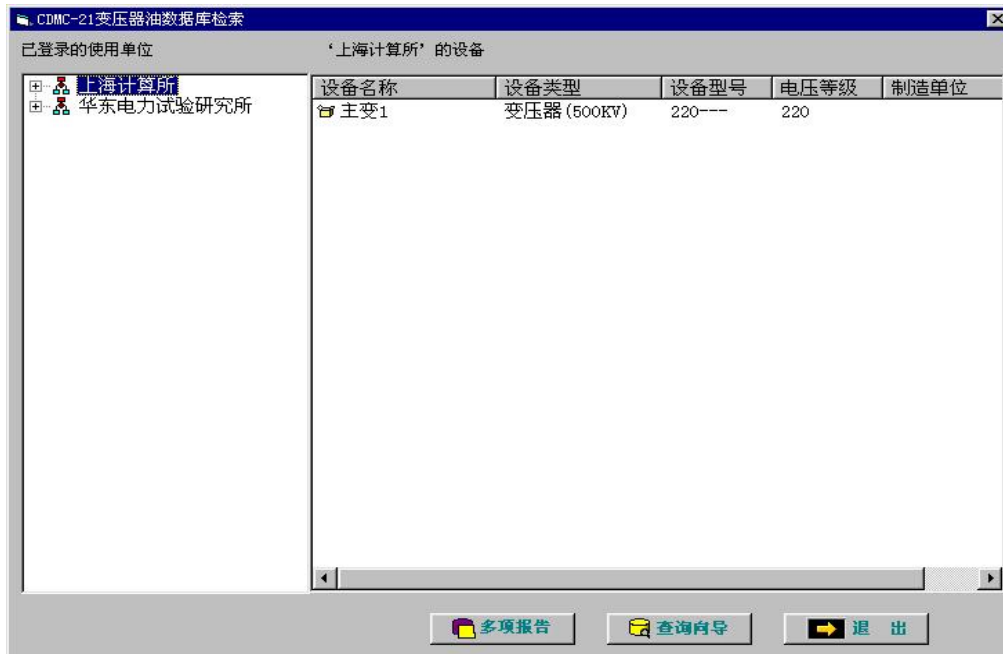 CDMC-21变压器油数据库检索
已登录的使用单位 ‘上海计算所’的设备
上海计算所
华东电力试验研究所
设备名称 设备类型 设备型号 电压等级 制造单位
主变1 变压器(500KV) 220--- 220
多项报告 查询向导 退 出